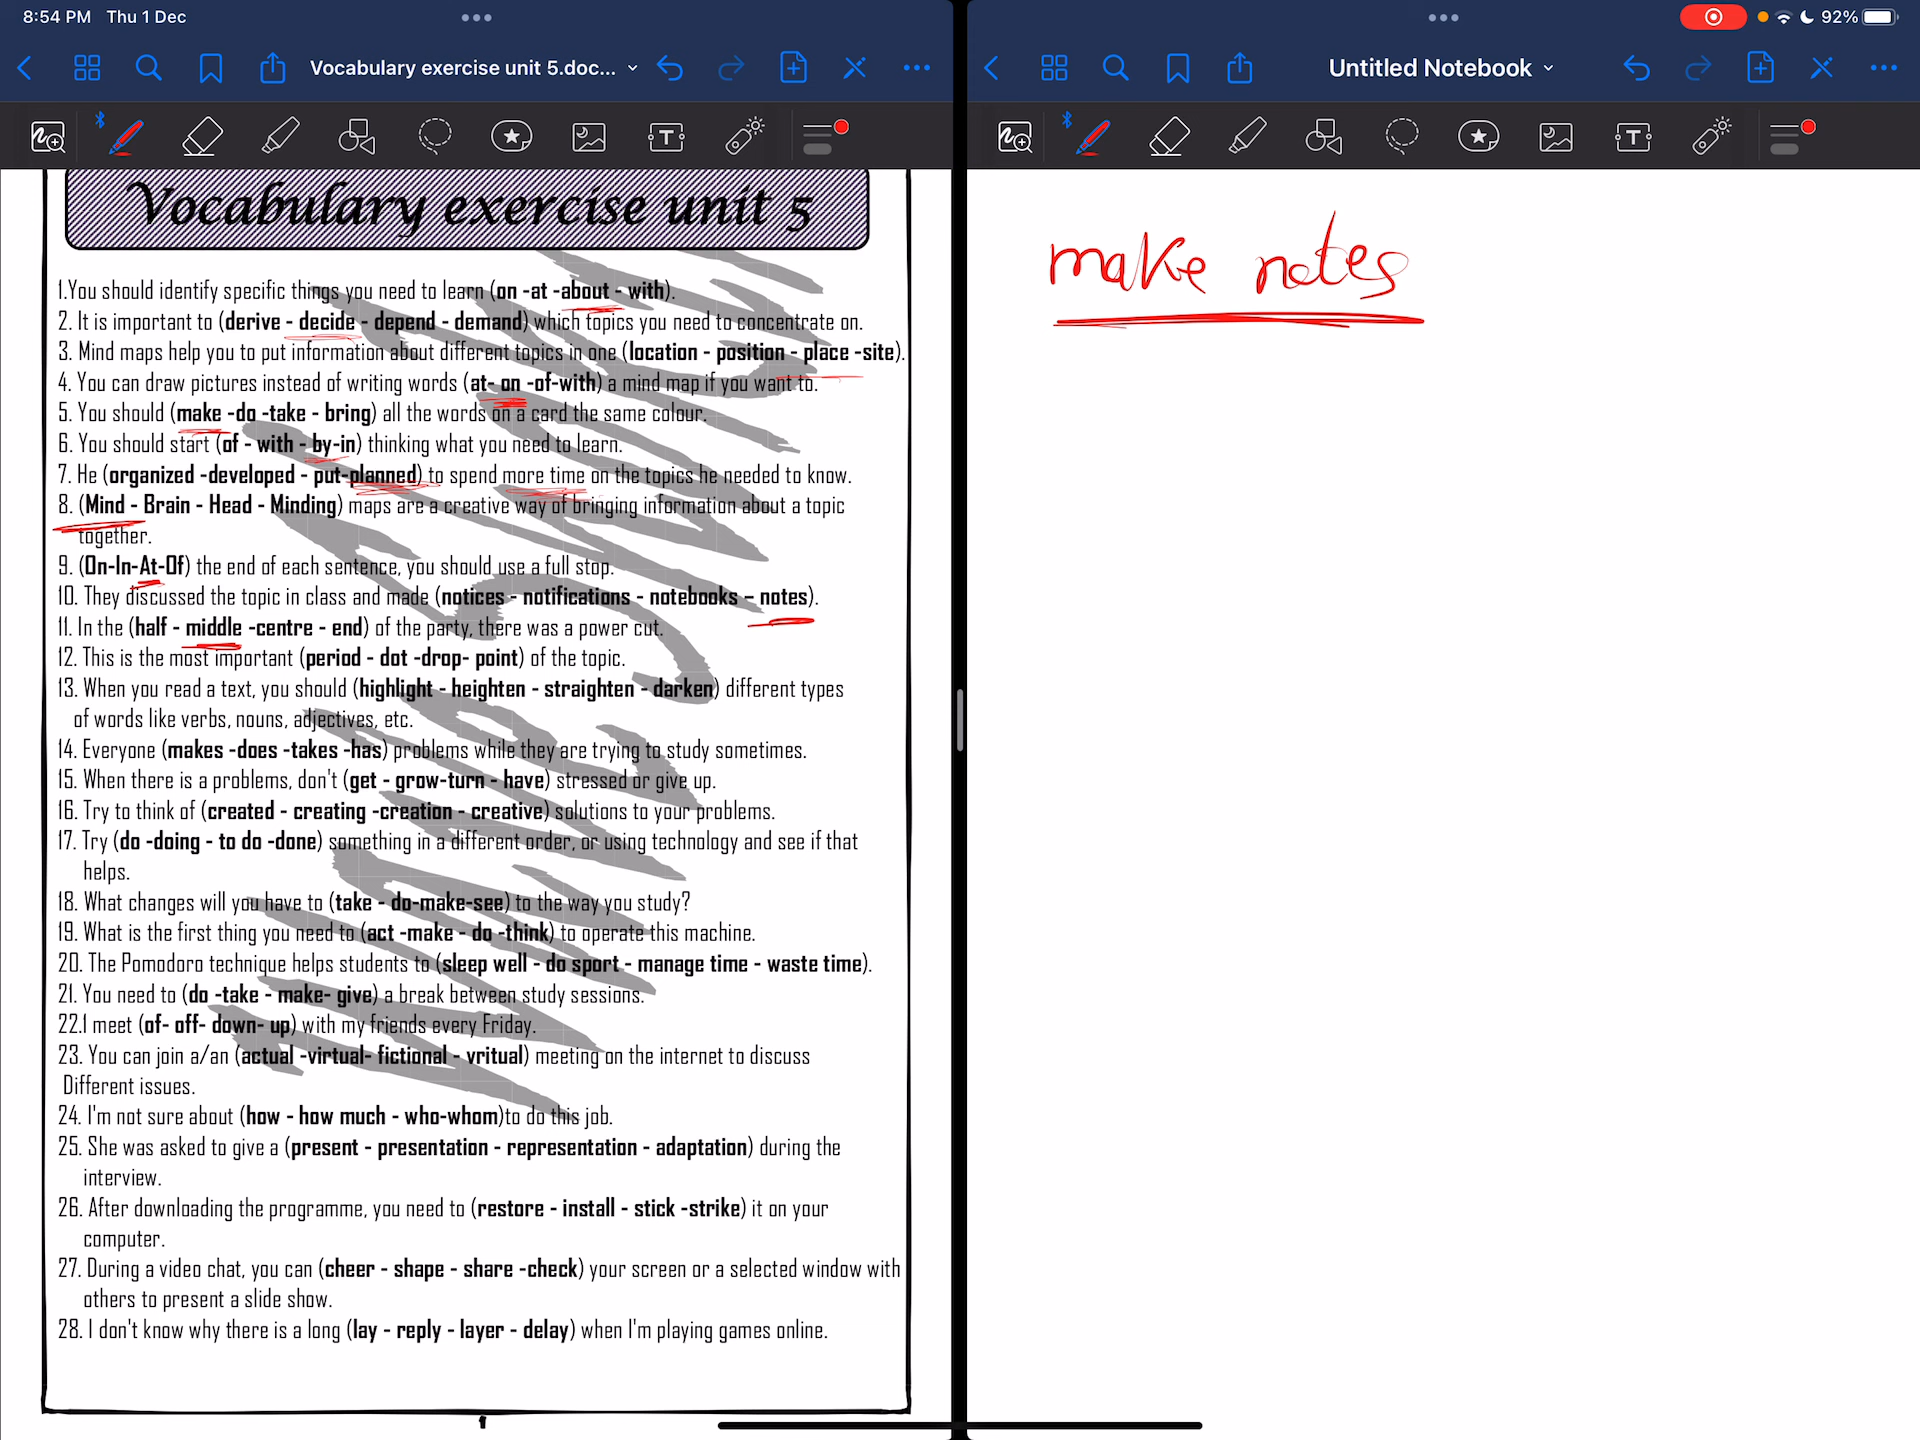 8:54 PM Thu 1 Dec
92%
Vocabulary exercise unit 5.doc...
Untitled Notebook
Vocabulary exercise unit 5
1.You should identify specific things you need to learn (on -at -about - with).
2. It is important to (derive - decide - depend - demand) which topics you need to concentrate on.
3. Mind maps help you to put information about different topics in one (location - position - place -site).
4. You can draw pictures instead of writing words (at- on -of-with) a mind map if you want to.
5. You should (make -do -take - bring) all the words on a card the same colour.
6. You should start (of - with - by-in) thinking what you need to learn.
7. He (organized -developed - put-planned) to spend more time on the topics he needed to know.
8. (Mind - Brain - Head - Minding) maps are a creative way of bringing information about a topic
together.
9. (On-In-At-Of) the end of each sentence, you should use a full stop.
10. They discussed the topic in class and made (notices - notifications - notebooks – notes).
11. In the (half - middle -centre - end) of the party, there was a power cut.
12. This is the most important (period - dot -drop- point) of the topic.
13. When you read a text, you should (highlight - heighten - straighten - darken) different types
of words like verbs, nouns, adjectives, etc.
14. Everyone (makes -does -takes -has) problems while they are trying to study sometimes.
15. When there is a problems, don't (get - grow-turn - have) stressed or give up.
16. Try to think of (created - creating -creation - creative) solutions to your problems.
17. Try (do -doing - to do -done) something in a different order, or using technology and see if that
helps.
18. What changes will you have to (take - do-make-see) to the way you study?
19. What is the first thing you need to (act -make - do -think) to operate this machine.
20. The Pomodoro technique helps students to (sleep well - do sport - manage time - waste time).
21. You need to (do -take - make- give) a break between study sessions.
22.I meet (of- off- down- up) with my friends every Friday.
23. You can join a/an (actual -virtual- fictional - vritual) meeting on the internet to discuss
Different issues.
24. I'm not sure about (how - how much - who-whom)to do this job.
25. She was asked to give a (present - presentation - representation - adaptation) during the
interview.
26. After downloading the programme, you need to (restore - install - stick -strike) it on your
computer.
27. During a video chat, you can (cheer - shape - share -check) your screen or a selected window with
others to present a slide show.
28. I don't know why there is a long (lay - reply - layer - delay) when I'm playing games online.
1
make notes